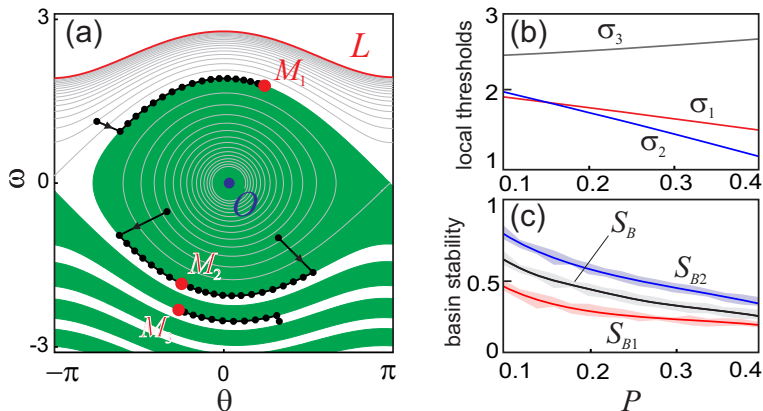 (a)
L
M1
O
M2
M3
3
0
-3
ω
−π
0
π
θ
(b)
σ3
σ1
σ2
3
2
1
local thresholds
0.1
0.2
0.3
0.4
(c)
SB
SB2
SB1
1
0.5
0
basin stability
0.1
0.2
0.3
0.4
P